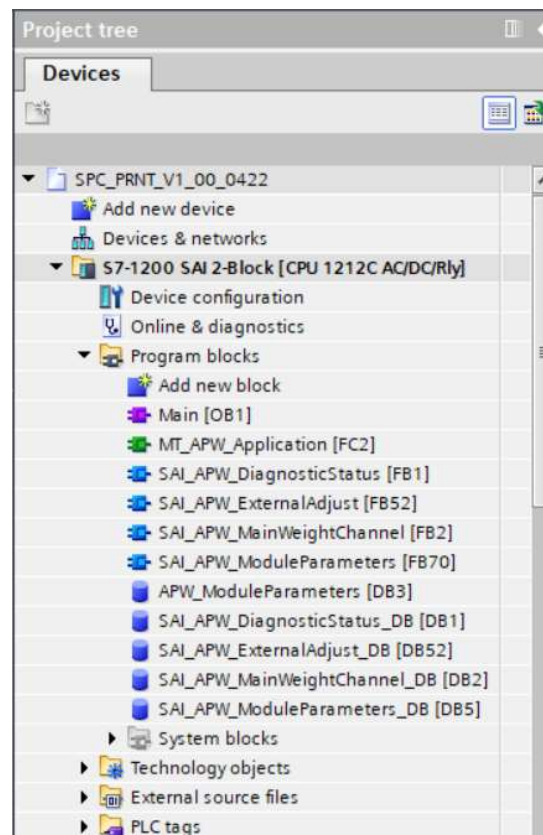 Project tree
Devices
SPC_PRNT_V1_00_0422
Add new device
Devices & networks
S7-1200 SAI 2-Block [CPU 1212C AC/DC/Rly]
Device configuration
Online & diagnostics
Program blocks
Add new block
Main [OB1]
MT_APW_Application [FC2]
SAI_APW_DiagnosticStatus [FB1]
SAI_APW_ExternalAdjust [FB52]
SAI_APW_MainWeightChannel [FB2]
SAI_APW_ModuleParameters [FB70]
APW_ModuleParameters [DB3]
SAI_APW_DiagnosticStatus_DB [DB1]
SAI_APW_ExternalAdjust_DB [DB52]
SAI_APW_MainWeightChannel_DB [DB2]
SAI_APW_ModuleParameters_DB [DB5]
System blocks
Technology objects
External source files
PLC tags